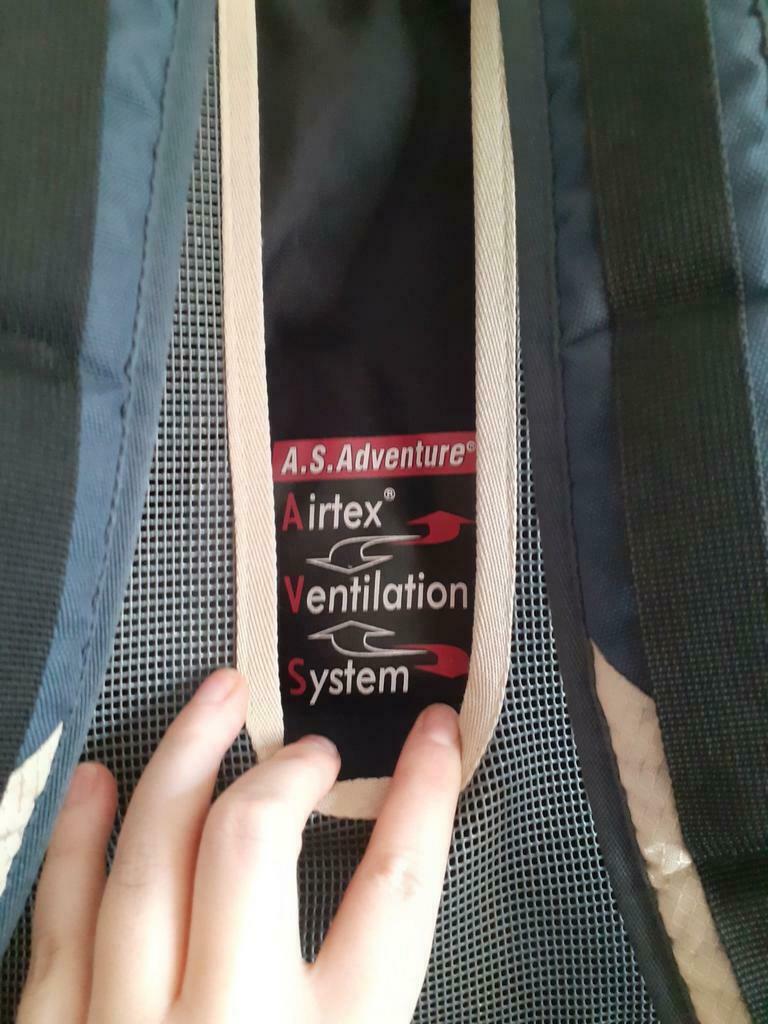 A.S.Adventure®
Airtex®
Ventilation
System